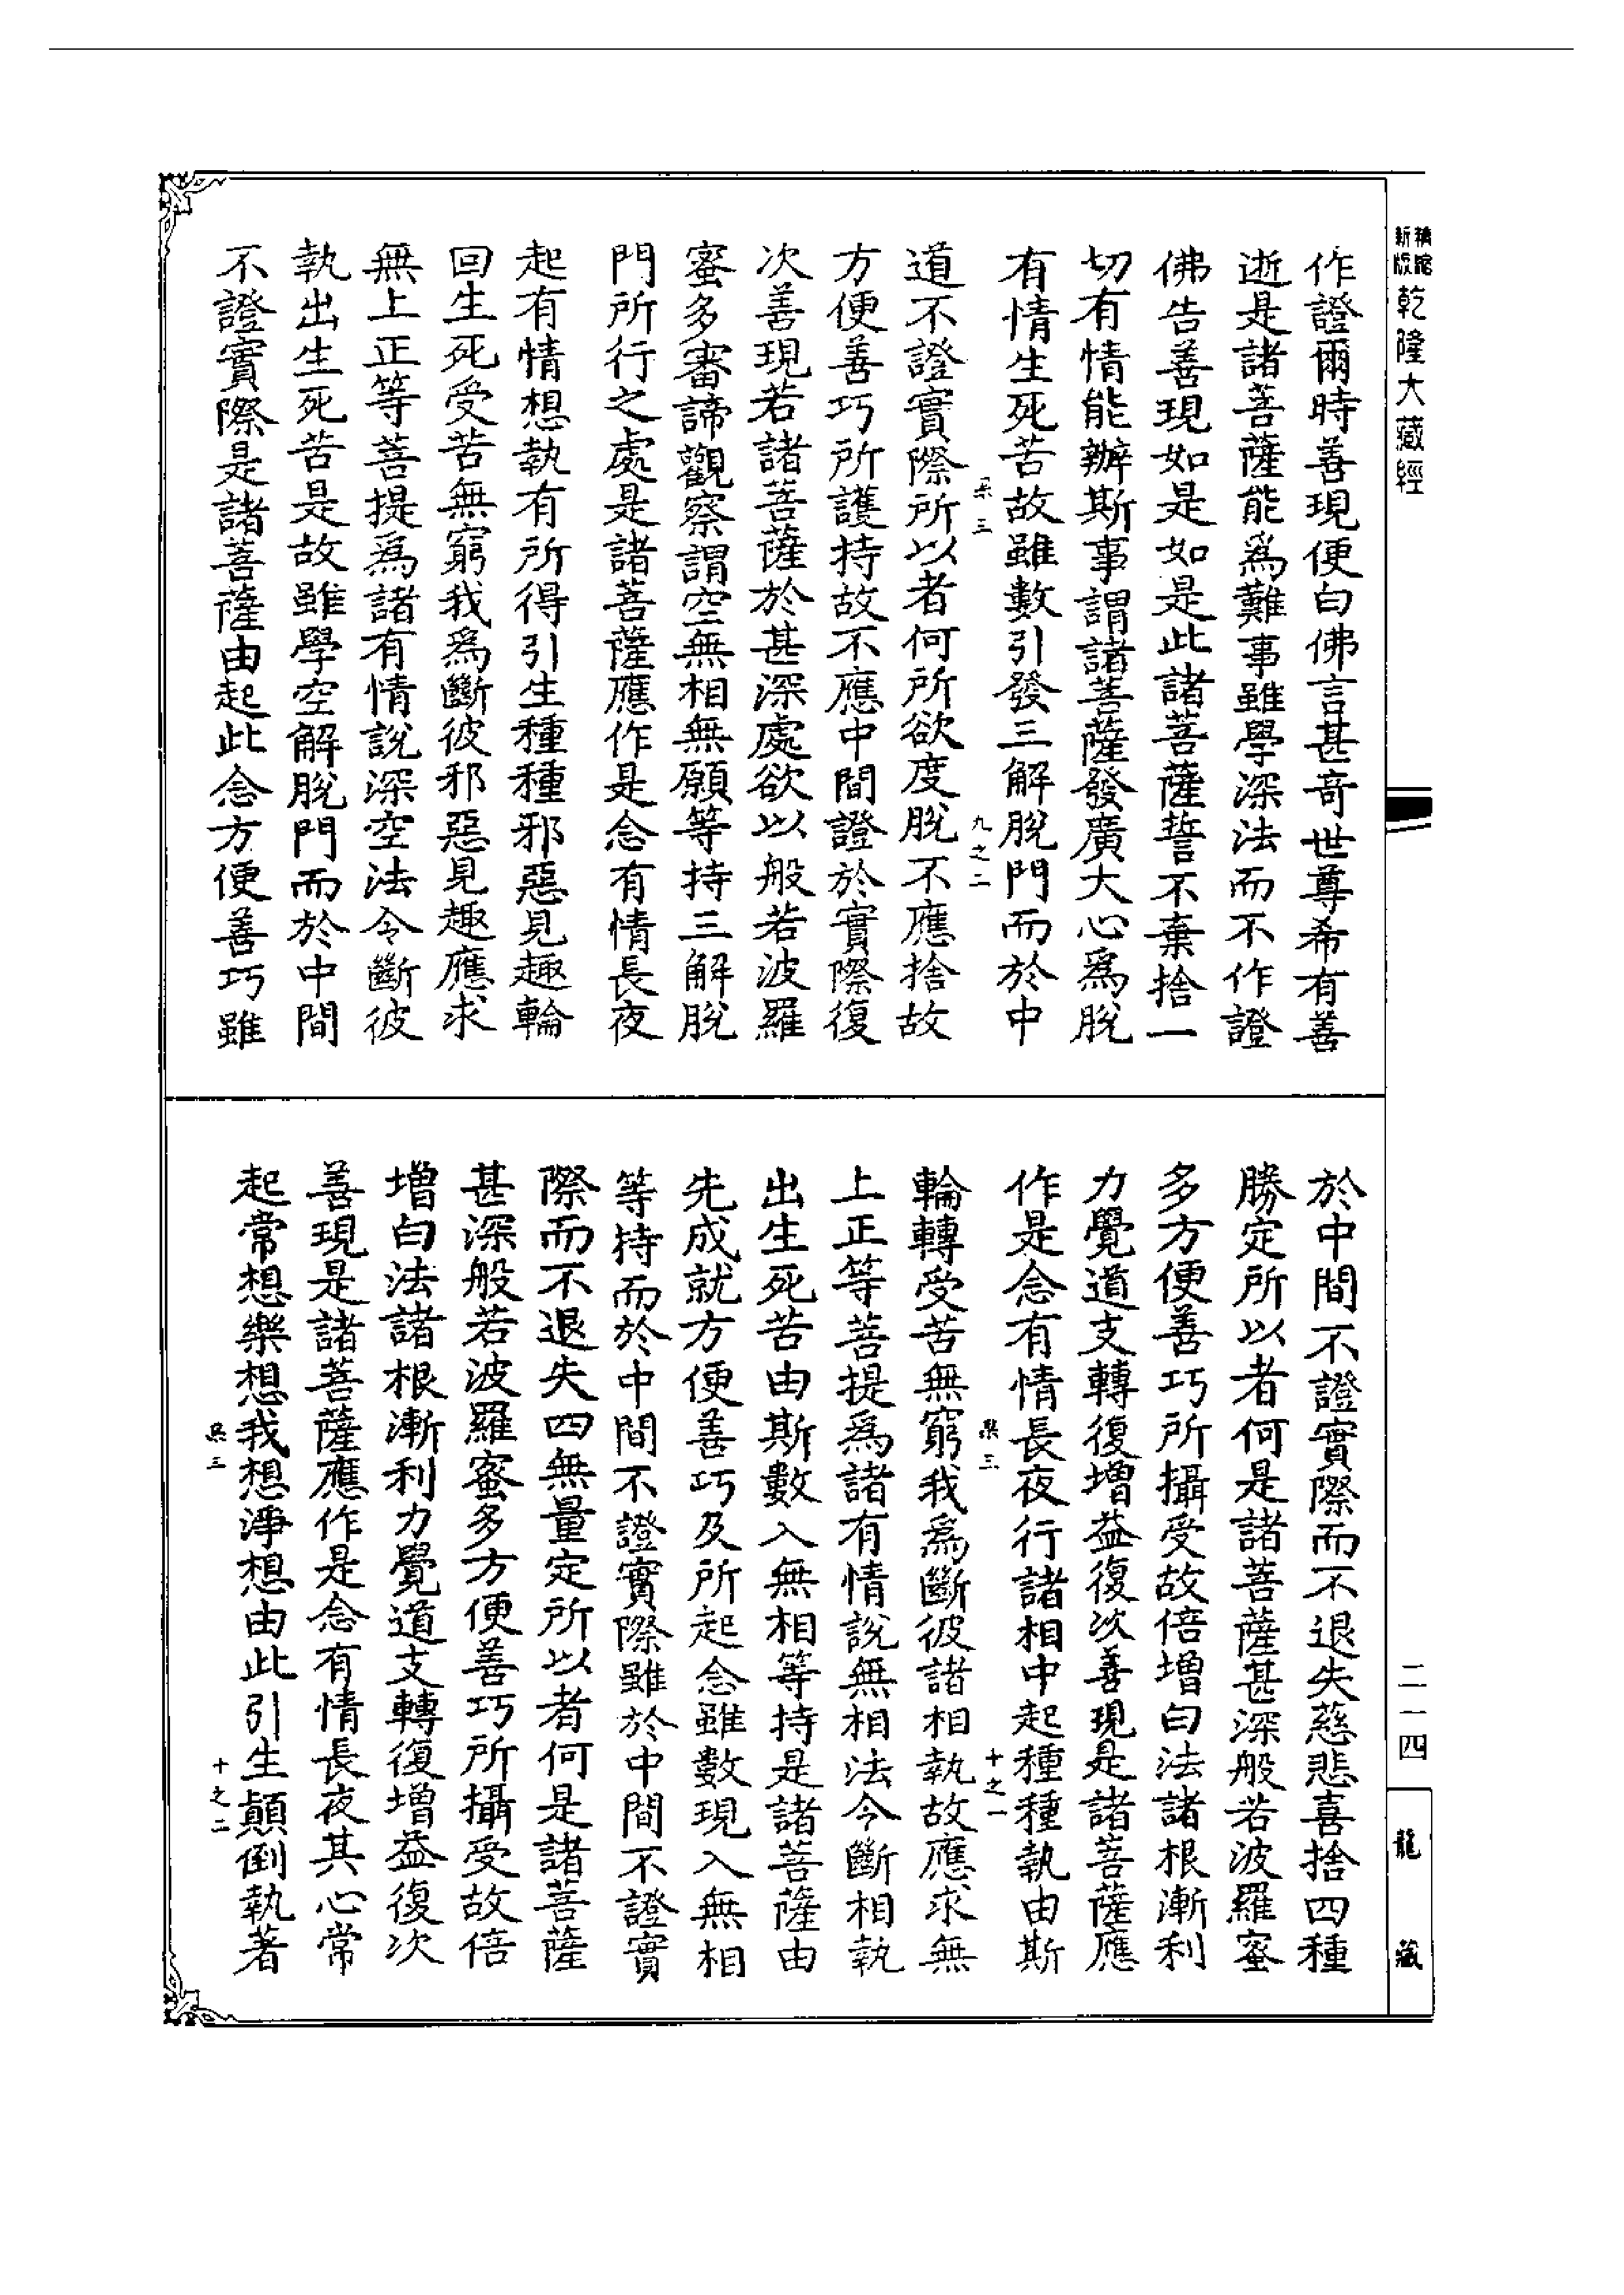 乾隆大藏經
作證爾時善現便白佛言甚奇世尊希有善
逝是諸菩薩能爲難事雖學深法而不作證
佛告善現如是如是此諸菩薩誓不棄捨一
切有情能辦斯事謂諸菩薩發廣大心爲脫
有情生死苦故雖數引發三解脫門而於中
九之二
道不證實際所以者何所欲度脫不應捨故
方便善巧所護持故不應中間證於實際復
次善現若諸菩薩於甚深處欲以般若波羅
蜜多審諦觀察謂空無相無願等持三解脫
門所行之處是諸菩薩應作是念有情長夜
起有情想執有所得引生種種邪惡見趣輪
回生死受苦無窮我爲斷彼邪惡見趣應求
無上正等菩提爲諸有情說深空法令斷彼
執出生死苦是故雖學空解脫門而於中間
不證實際是諸菩薩由起此念方便善巧雖
於中間不證實際而不退失慈悲喜捨四種
勝定所以者何是諸菩薩甚深般若波羅蜜
多方便善巧所攝受故倍增白法諸根漸利
力覺道支轉復增益復次善現是諸菩薩應
作是念有情長夜行諸相中起種種執由斯
十之一
輪轉受苦無窮我爲斷彼諸相執故應求無
上正等菩提爲諸有情說無相法令斷相執
出生死苦由斯數入無相等持是諸菩薩由
先成就方便善巧及所起念雖數現入無相
等持而於中間不證實際雖於中間不證實
際而不退失四無量定所以者何是諸菩薩
甚深般若波羅蜜多方便善巧所攝受故倍
增白法諸根漸利力覺道支轉復增益復次
善現是諸菩薩應作是念有情長夜其心常
起常想樂想我想淨想由此引生顛倒執著
十之二
二一四
龍藏